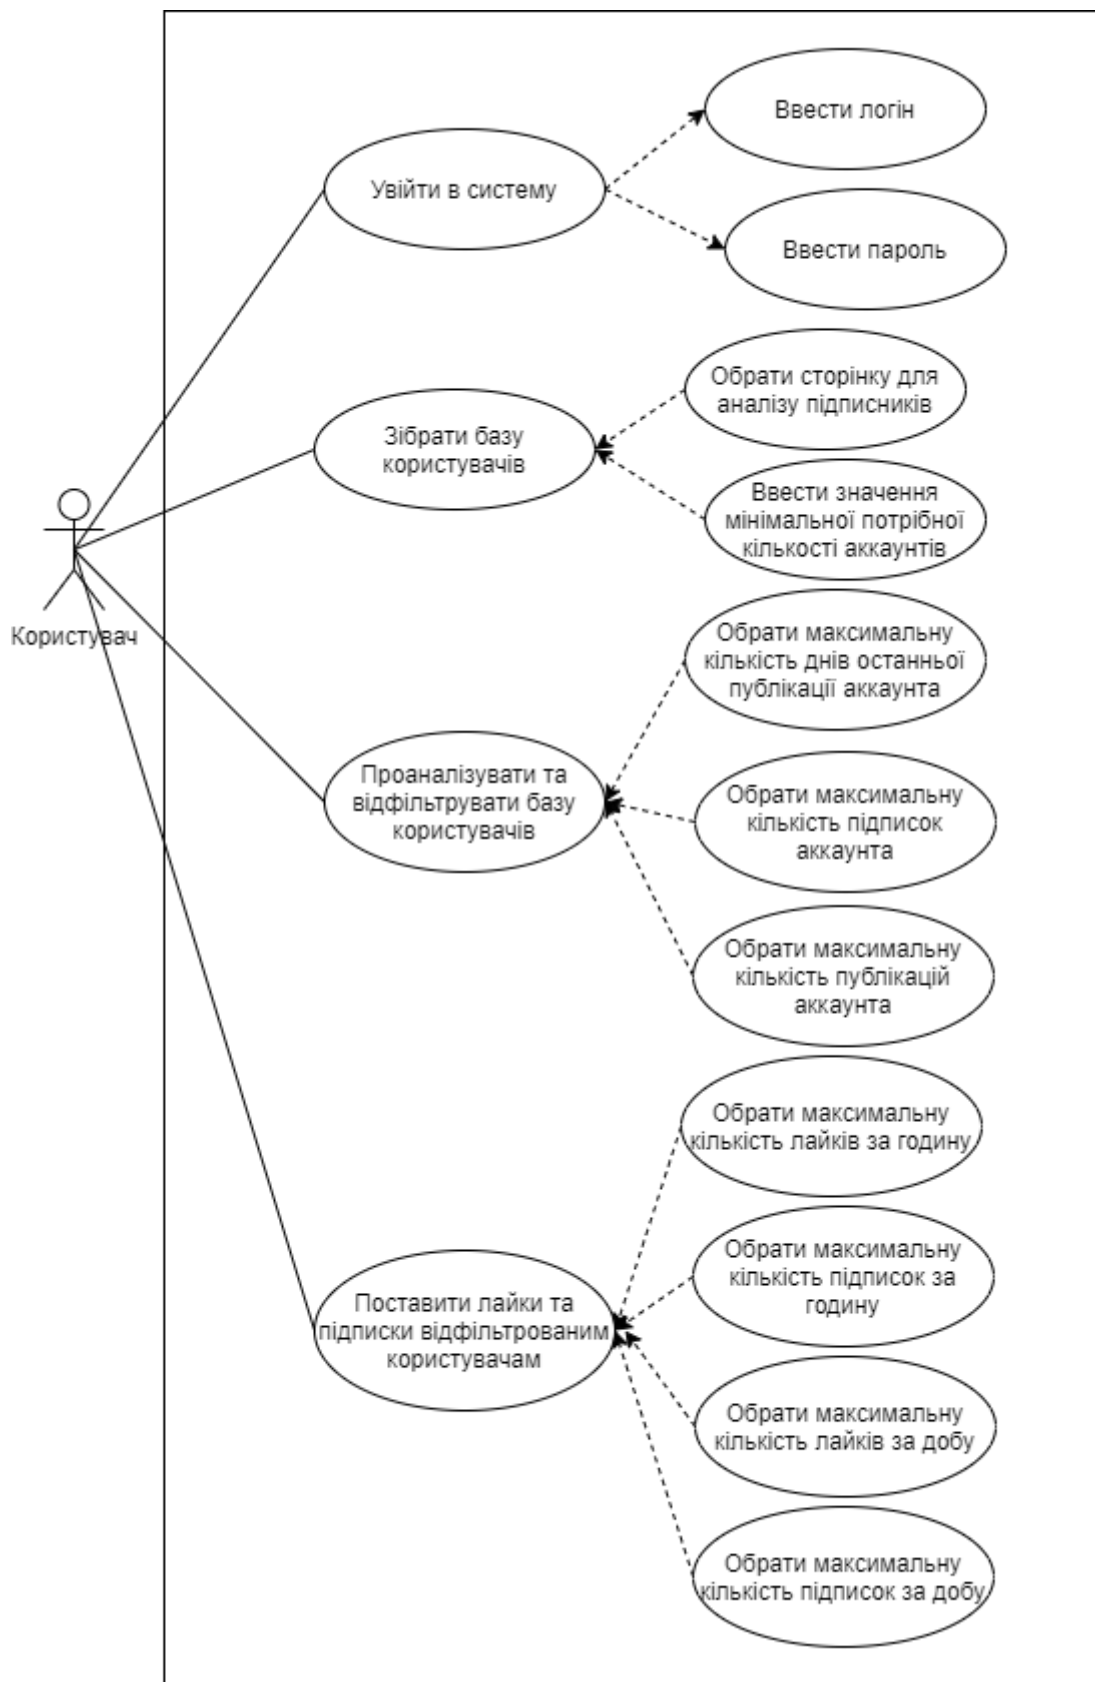 Ввести логін
Увійти в систему
Ввести пароль
Обрати сторінку для
аналізу підписників
Зібрати базу
користувачів
Ввести значення
мінімальної потрібної
кількості аккаунтів
Користувач
Обрати максимальну
кількість днів останньої
публікації аккаунта
Проаналізувати та
відфільтрувати базу
користувачів
Обрати максимальну
кількість підписок
аккаунта
Обрати максимальну
кількість публікацій
аккаунта
Обрати максимальну
кількість лайків за годину
Обрати максимальну
кількість підписок за
годину
Поставити лайки та
підписки відфільтрованим
користувачам
Обрати максимальну
кількість лайків за добу
Обрати максимальну
кількість підписок за добу